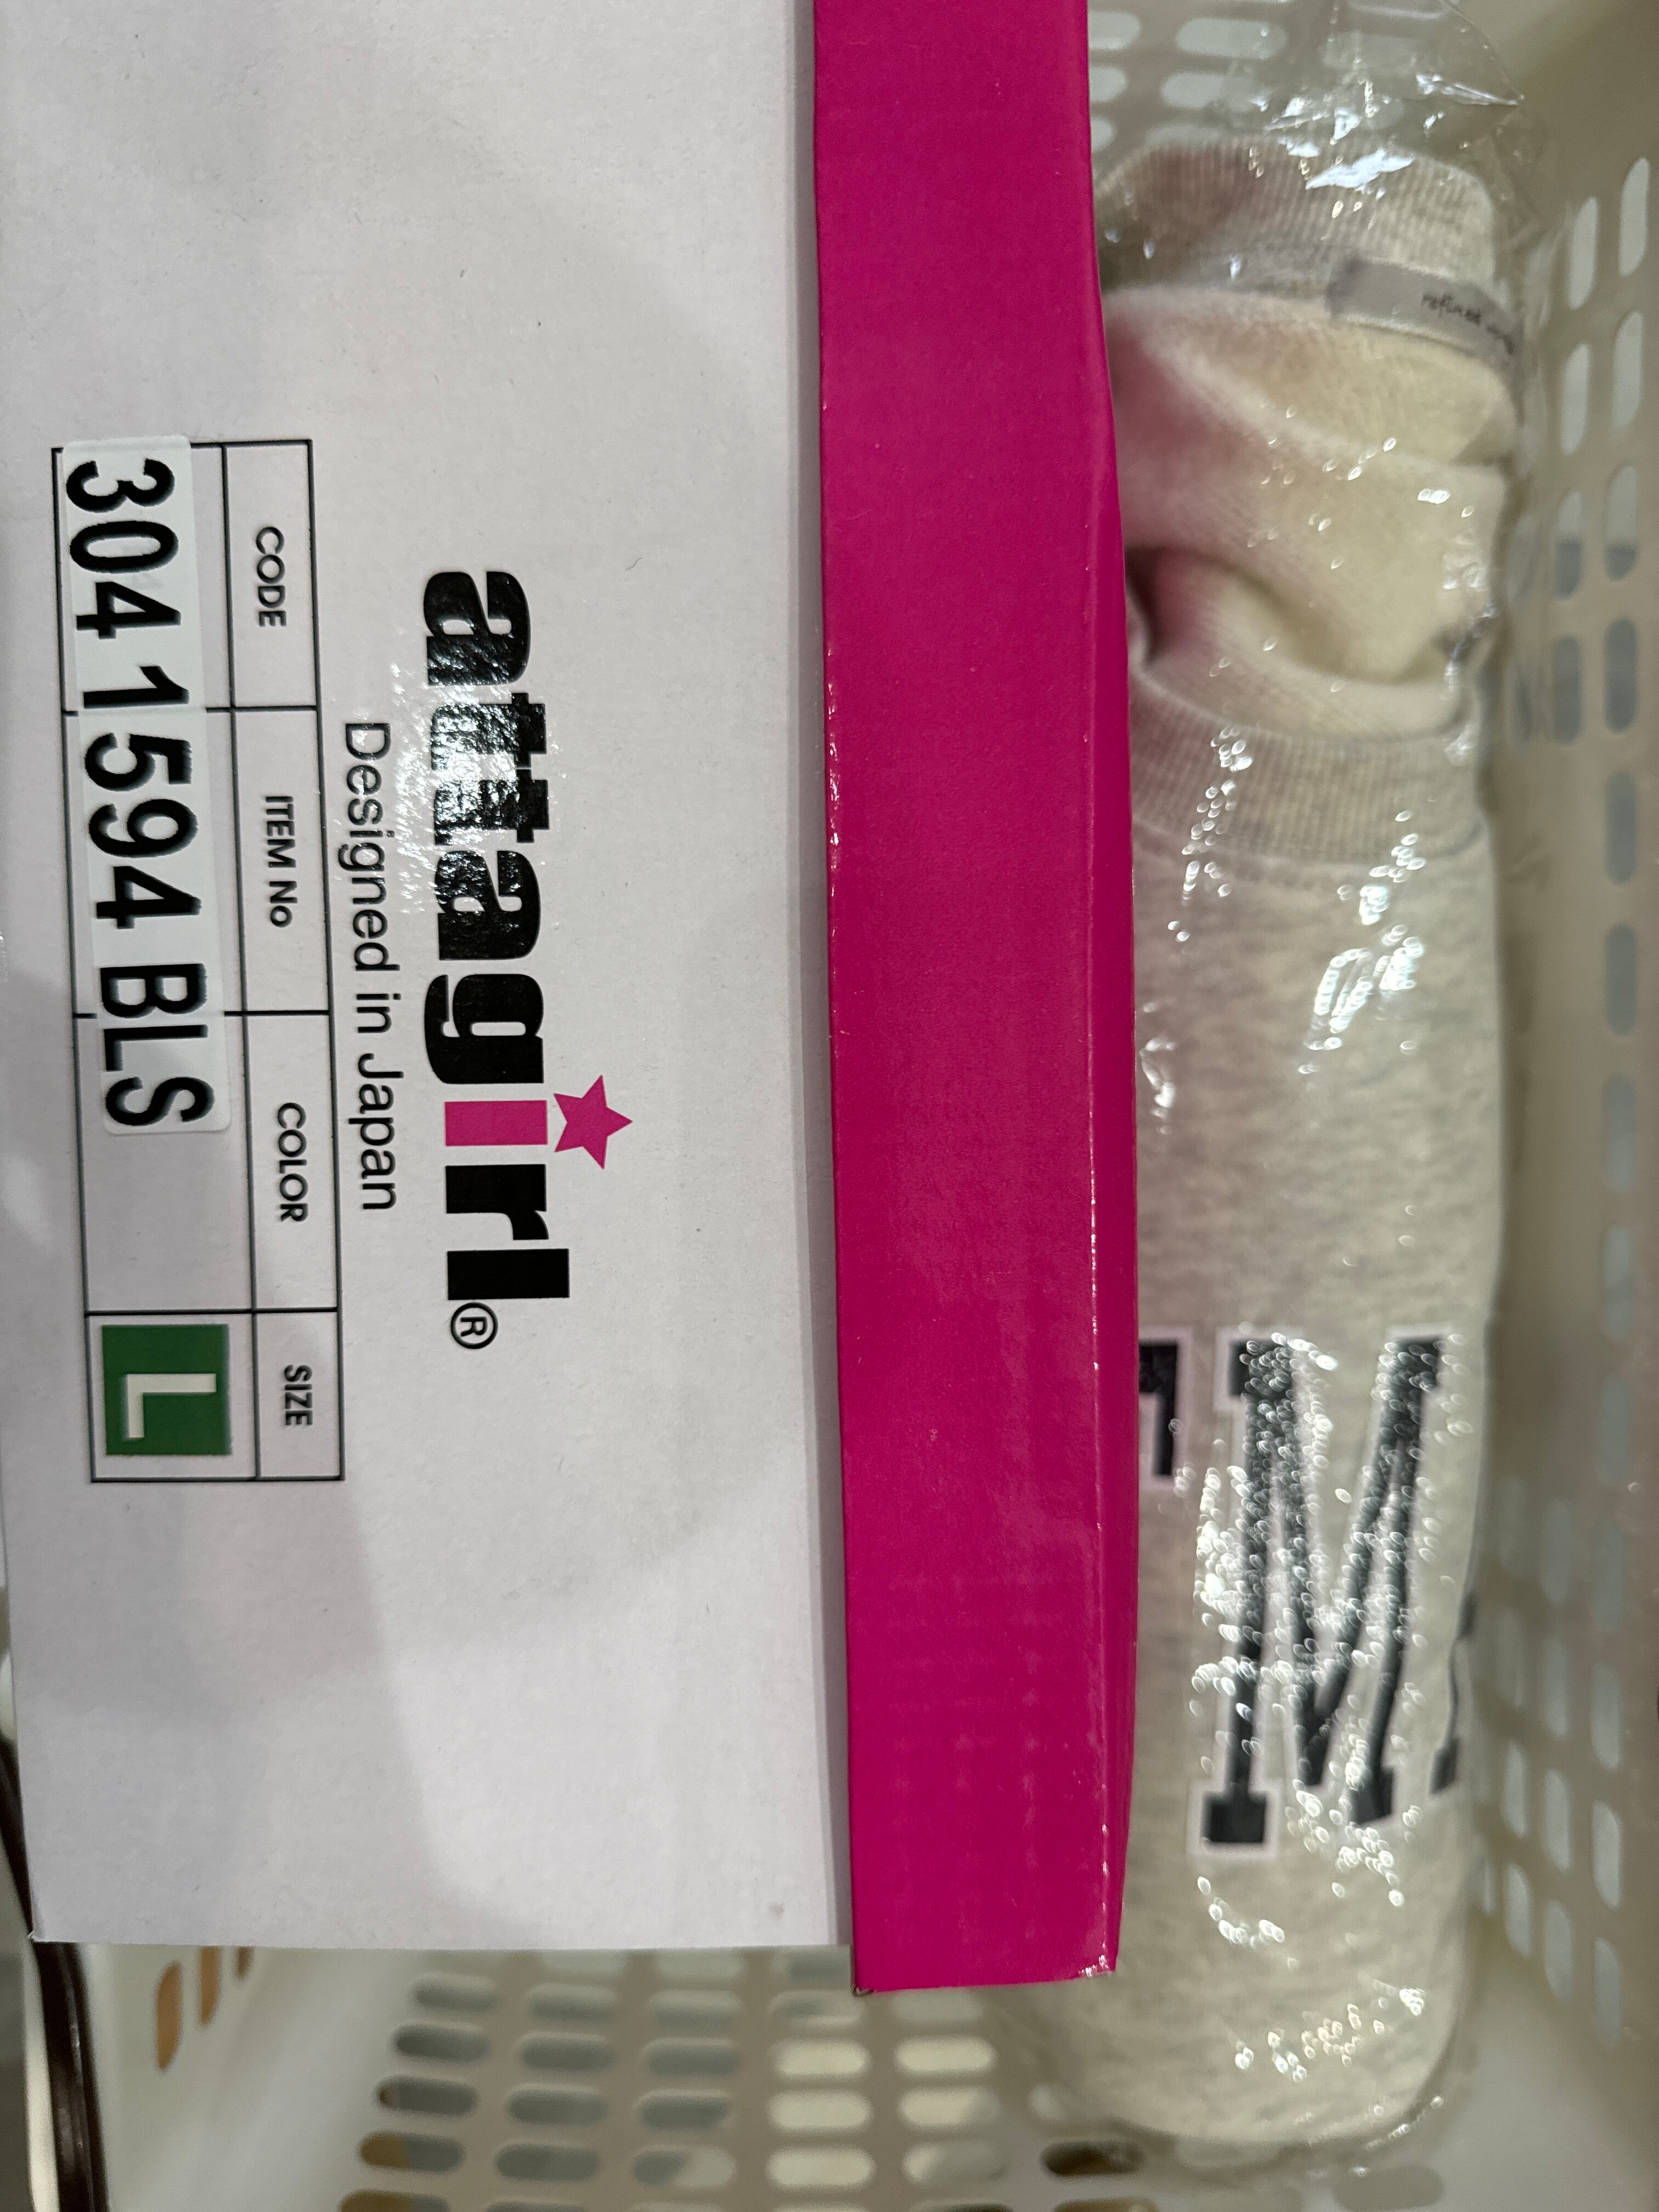 attagirl®
Designed in Japan
CODE ITEM No COLOR SIZE
304 1594 BLS L
M